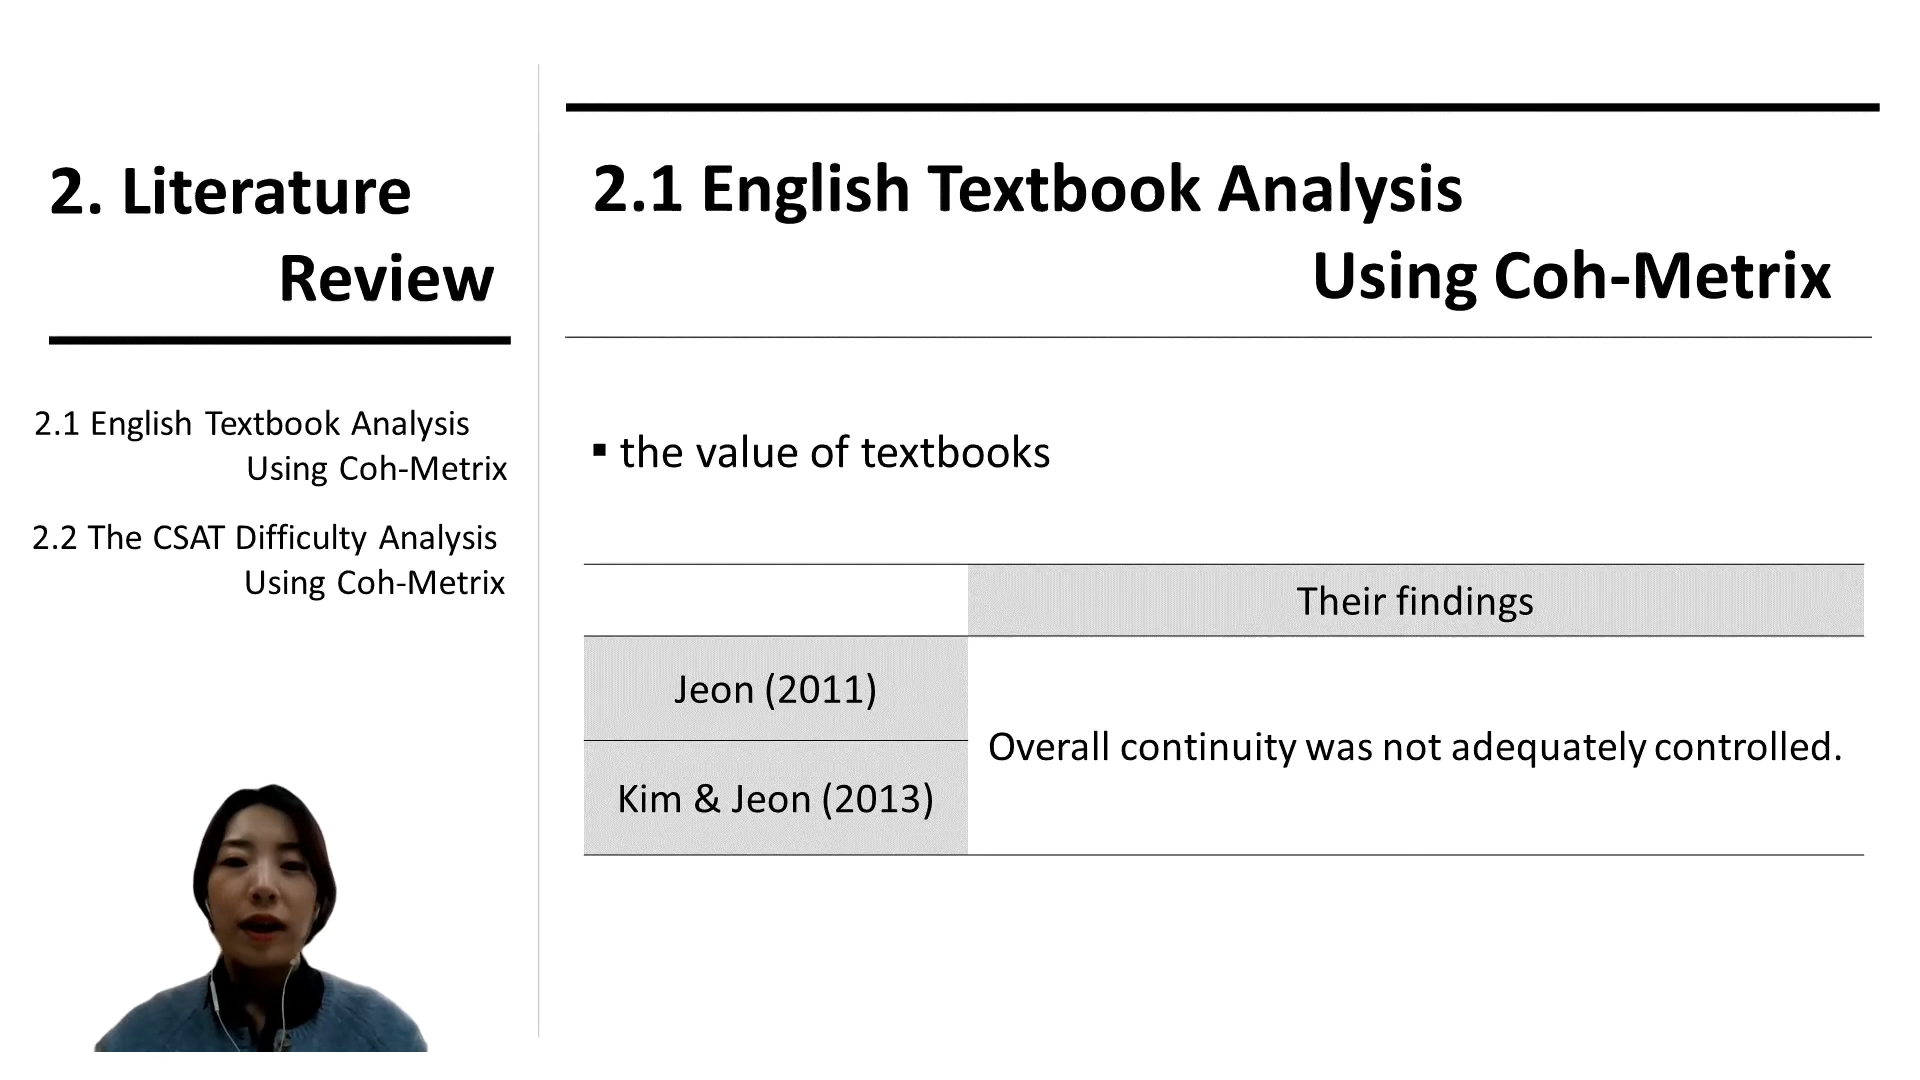 2. Literature
Review
2.1 English Textbook Analysis
Using Coh-Metrix
2.2 The CSAT Difficulty Analysis
Using Coh-Metrix
2.1 English Textbook Analysis
Using Coh-Metrix
▪ the value of textbooks
Their findings
Jeon (2011)
Overall continuity was not adequately controlled.
Kim & Jeon (2013)